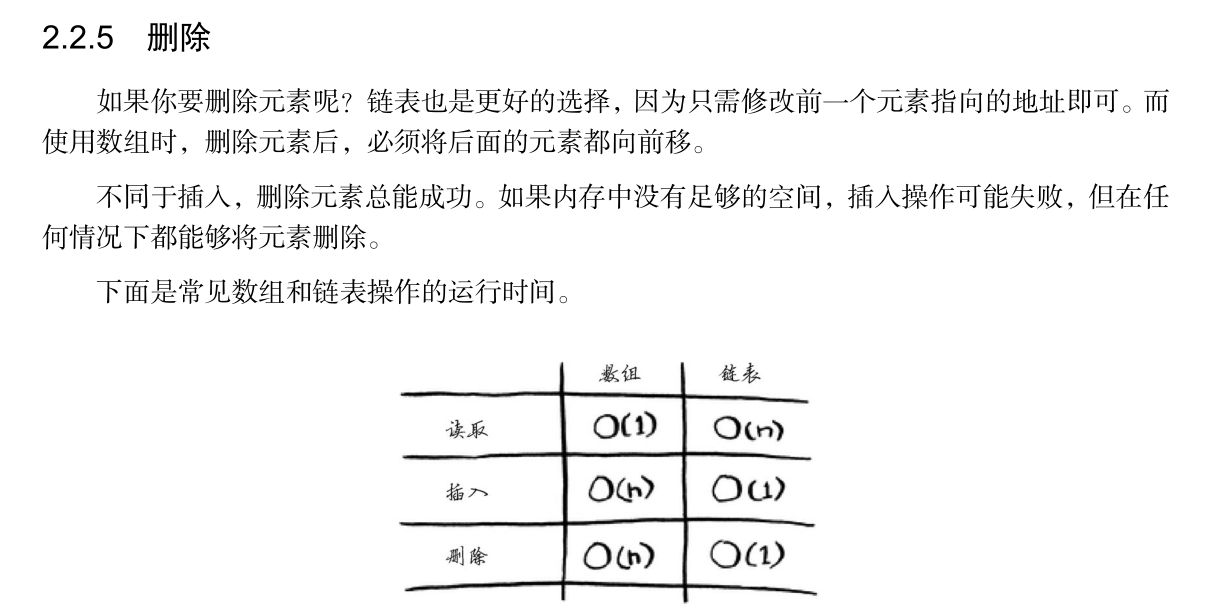 2.2.5 删除
如果你要删除元素呢？链表也是更好的选择，因为只需修改前一个元素指向的地址即可。而
使用数组时，删除元素后，必须将后面的元素都向前移。
不同于插入，删除元素总能成功。如果内存中没有足够的空间，插入操作可能失败，但在任
何情况下都能够将元素删除。
下面是常见数组和链表操作的运行时间。
数组 链表
读取 O(1) O(n)
插入 O(n) O(1)
删除 O(n) O(1)